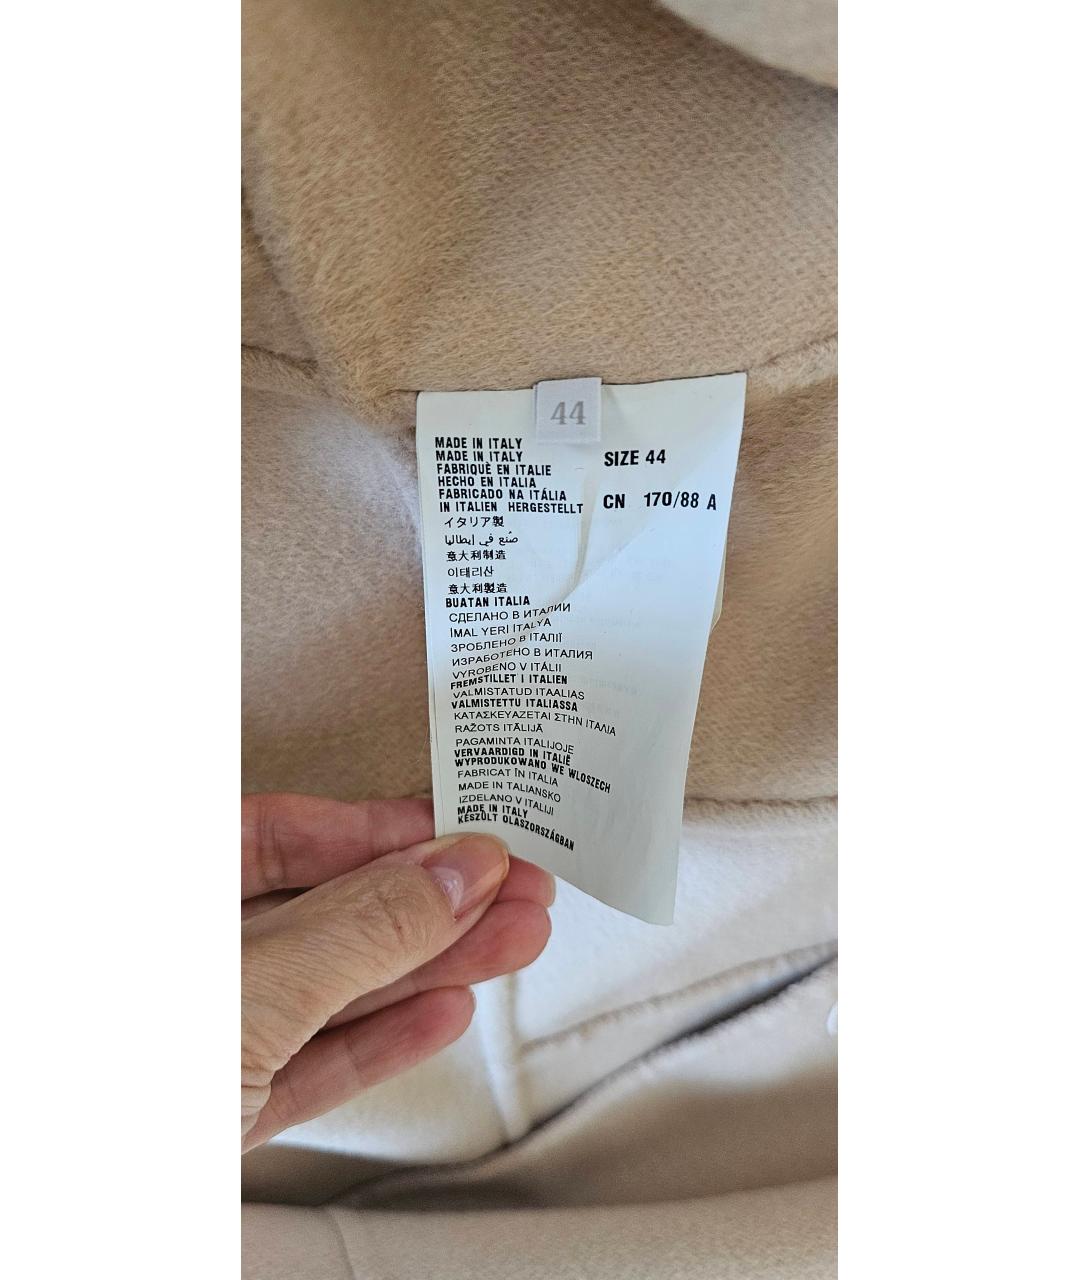 44
MADE IN ITALY
MADE IN ITALY
FABRIQUÈ EN ITALIE
HECHO EN ITALIA
FABRICADO NA ITÁLIA
IN ITALIEN HERGESTELLT
イタリア製
صُنع في إيطاليا
意大利制造
이태리산
意大利製造
BUATAN ITALIA
СДЕЛАНО В ИТАЛИИ
İMAL YERİ İTALYA
ЗРОБЛЕНО В ІТАЛІЇ
ИЗРАБОТЕНО В ИТАЛИЯ
VYROBENO V ITÁLII
FREMSTILLET I ITALIEN
VALMISTATUD ITAALIAS
VALMISTETTU ITALIASSA
ΚΑΤΑΣΚΕΥΑΖΕΤΑΙ ΣΤΗΝ ΙΤΑΛΙΑ
RAŽOTS ITĀLIJĀ
PAGAMINTA ITALIJOJE
VERVAARDIGD IN ITALIË
WYPRODUKOWANO WE WLOSZECH
FABRICAT ÎN ITALIA
MADE IN TALIANSKO
IZDELANO V ITALIJI
MADE IN ITALY
KÉSZÜLT OLASZORSZÁGBAN
SIZE 44
CN 170/88 A